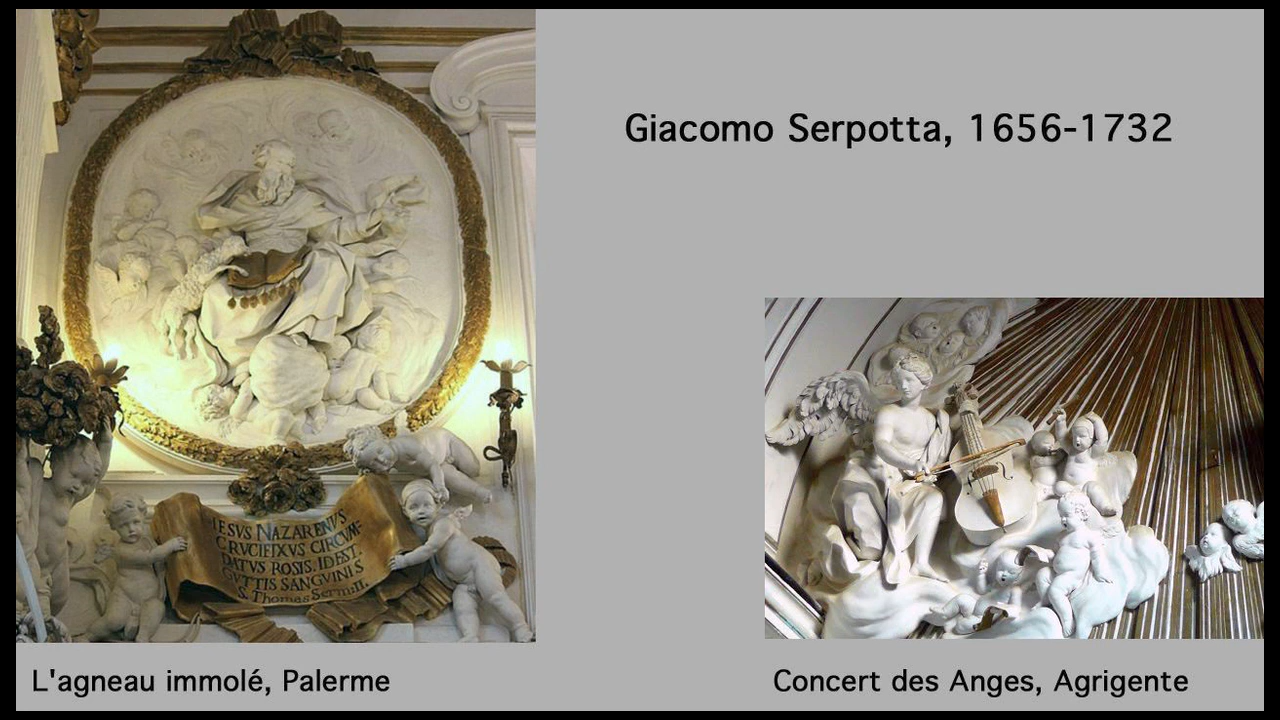 Giacomo Serpotta, 1656-1732
IESVS NAZARENVS
CRVCIFIXVS CIRCVM-
DATVS ROSIS. ID EST.
GVTTIS SANGVINIS
S. Thomas Serm: II.
L'agneau immolé, Palerme
Concert des Anges, Agrigente